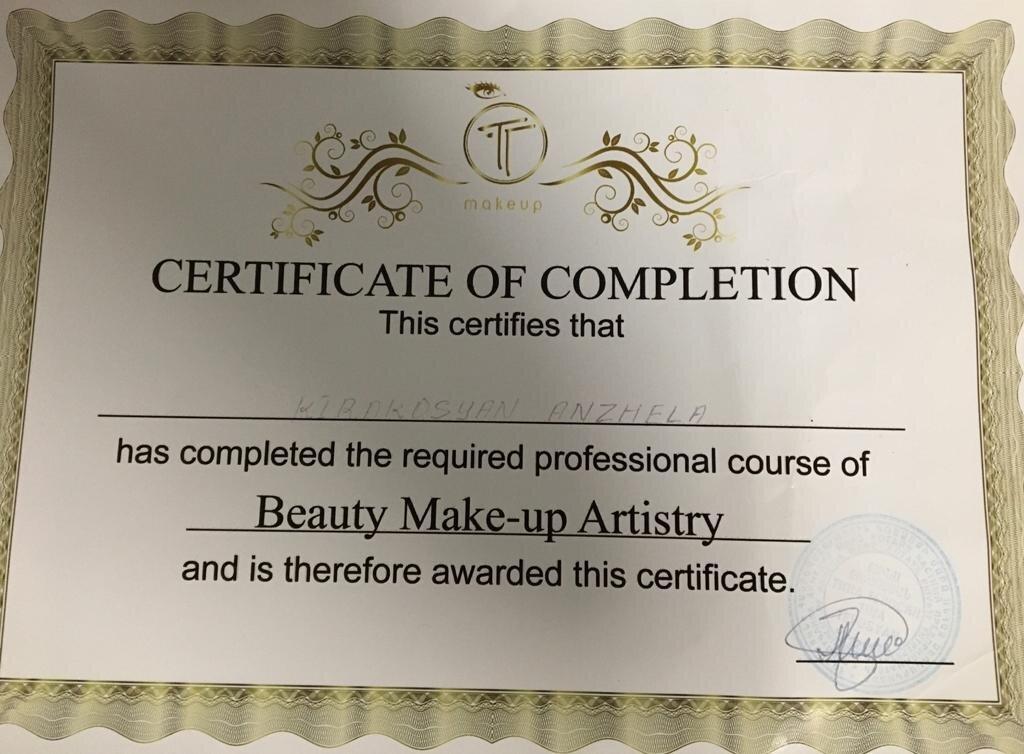 T
makeup
CERTIFICATE OF COMPLETION
This certifies that
KIRAKOSYAN ANZHELA
has completed the required professional course of
Beauty Make-up Artistry
and is therefore awarded this certificate.